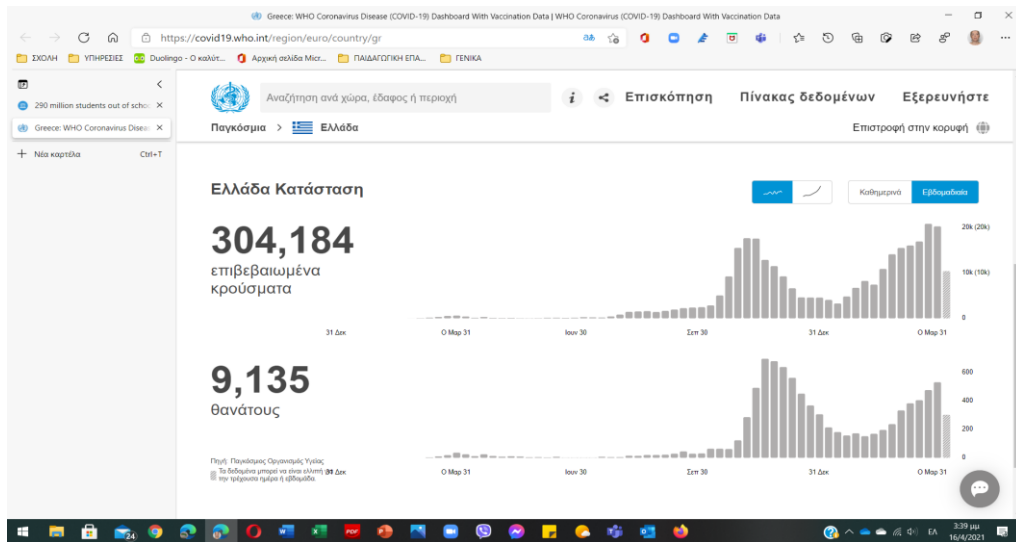 Greece: WHO Coronavirus Disease (COVID-19) Dashboard With Vaccination Data | WHO Coronavirus (COVID-19) Dashboard With Vaccination Data
https://covid19.who.int/region/euro/country/gr
ΣΧΟΛΗ ΥΠΗΡΕΣΙΕΣ Duolingo - Ο καλύτ... Αρχική σελίδα Micr... ΠΑΙΔΑΓΩΓΙΚΗ ΕΠΑ... ΓΕΝΙΚΑ
290 million students out of schoo
Greece: WHO Coronavirus Diseas
Νέα καρτέλα Ctrl+T
Αναζήτηση ανά χώρα, έδαφος ή περιοχή
Επισκόπηση Πίνακας δεδομένων Εξερευνήστε
Παγκόσμια > Ελλάδα
Επιστροφή στην κορυφή
Ελλάδα Κατάσταση
Καθημερινά Εβδομαδιαία
304,184
επιβεβαιωμένα
κρούσματα
20k (20k)
10k (10k)
0
31 Δεκ Ο Μαρ 31 Ιουν 30 Σεπ 30 31 Δεκ Ο Μαρ 31
9,135
θανάτους
600
400
200
0
Πηγή: Παγκόσμιος Οργανισμός Υγείας
Τα δεδομένα μπορεί να είναι ελλιπή για
την τρέχουσα ημέρα ή εβδομάδα.
31 Δεκ Ο Μαρ 31 Ιουν 30 Σεπ 30 31 Δεκ Ο Μαρ 31
24
PDF
ΕΛ
3:39 μμ
16/4/2021